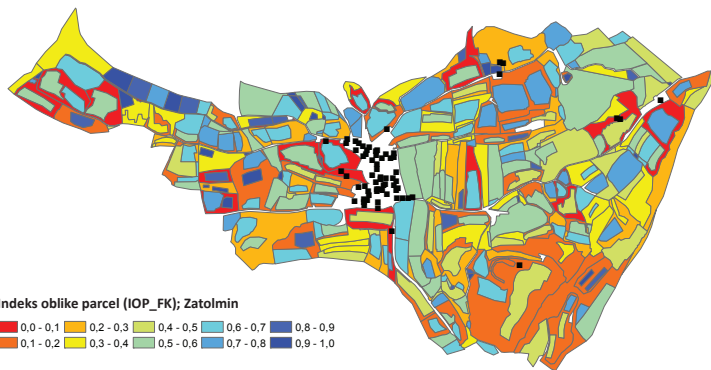 Indeks oblike parcel (IOP_FK); Zatolmin
0,0 - 0,1 0,2 - 0,3 0,4 - 0,5 0,6 - 0,7 0,8 - 0,9
0,1 - 0,2 0,3 - 0,4 0,5 - 0,6 0,7 - 0,8 0,9 - 1,0